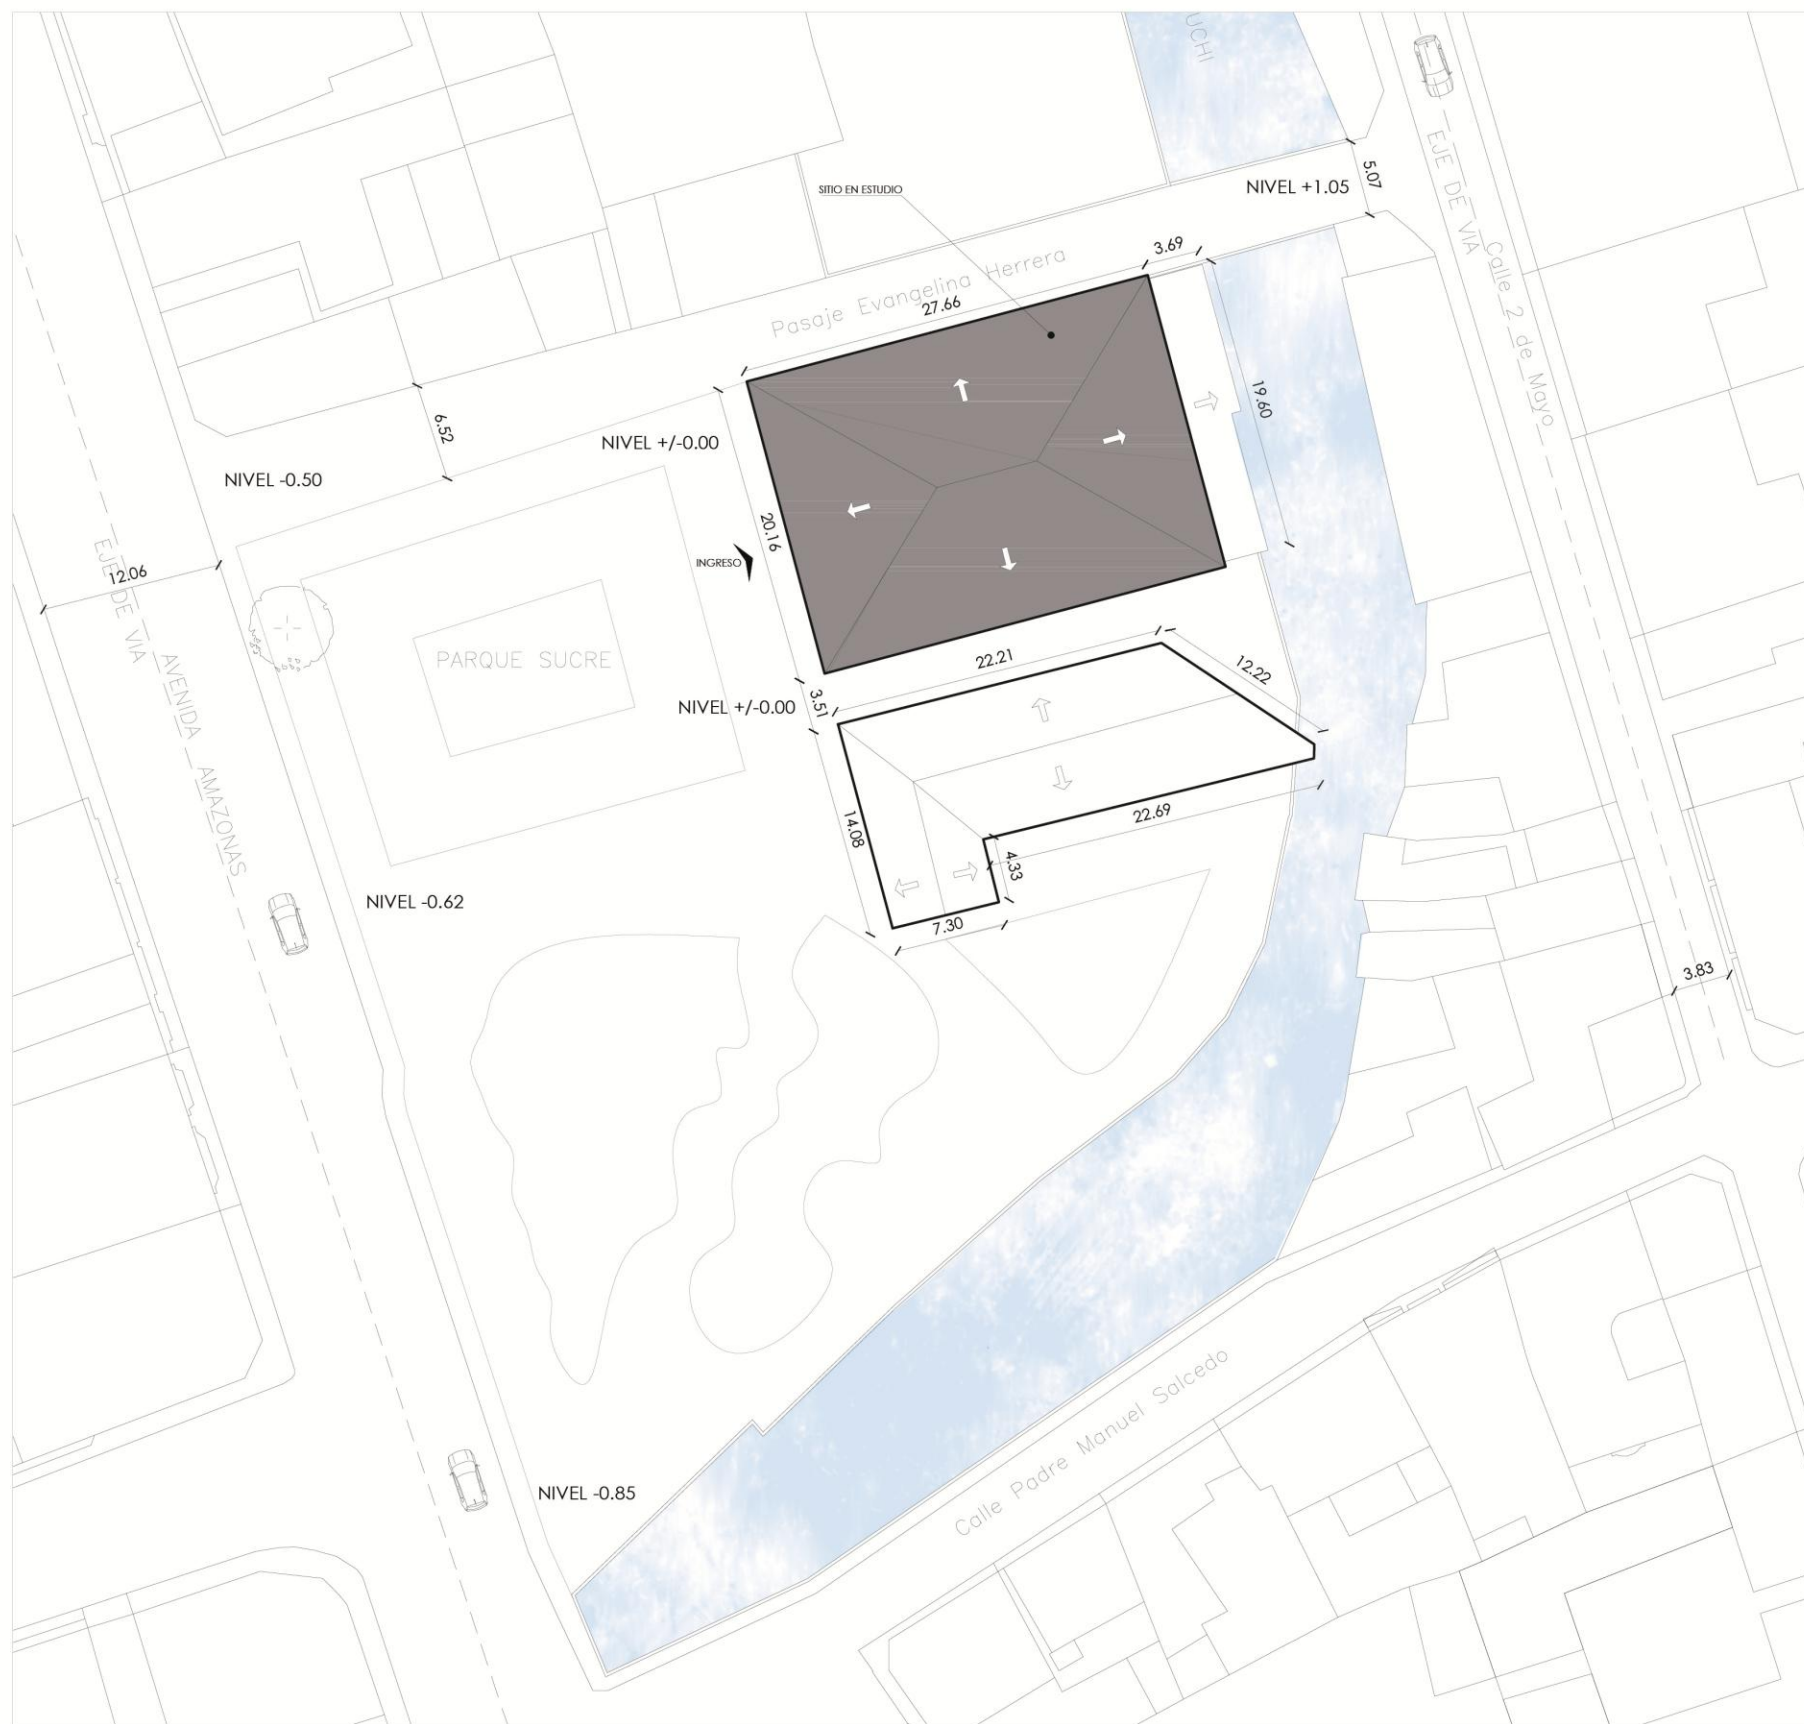 UCHI
EJE DE VIA
5.07
NIVEL +1.05
SITIO EN ESTUDIO
3.69
Calle 2 de Mayo
Pasaje Evangelina Herrera
27.66
19.60
6.52
NIVEL +/-0.00
NIVEL -0.50
20.16
INGRESO
12.06
EJE DE VIA
PARQUE SUCRE
22.21
12.22
3.51
NIVEL +/-0.00
AVENIDA AMAZONAS
14.08
22.69
4.33
NIVEL -0.62
7.30
3.83
Calle Padre Manuel Salcedo
NIVEL -0.85